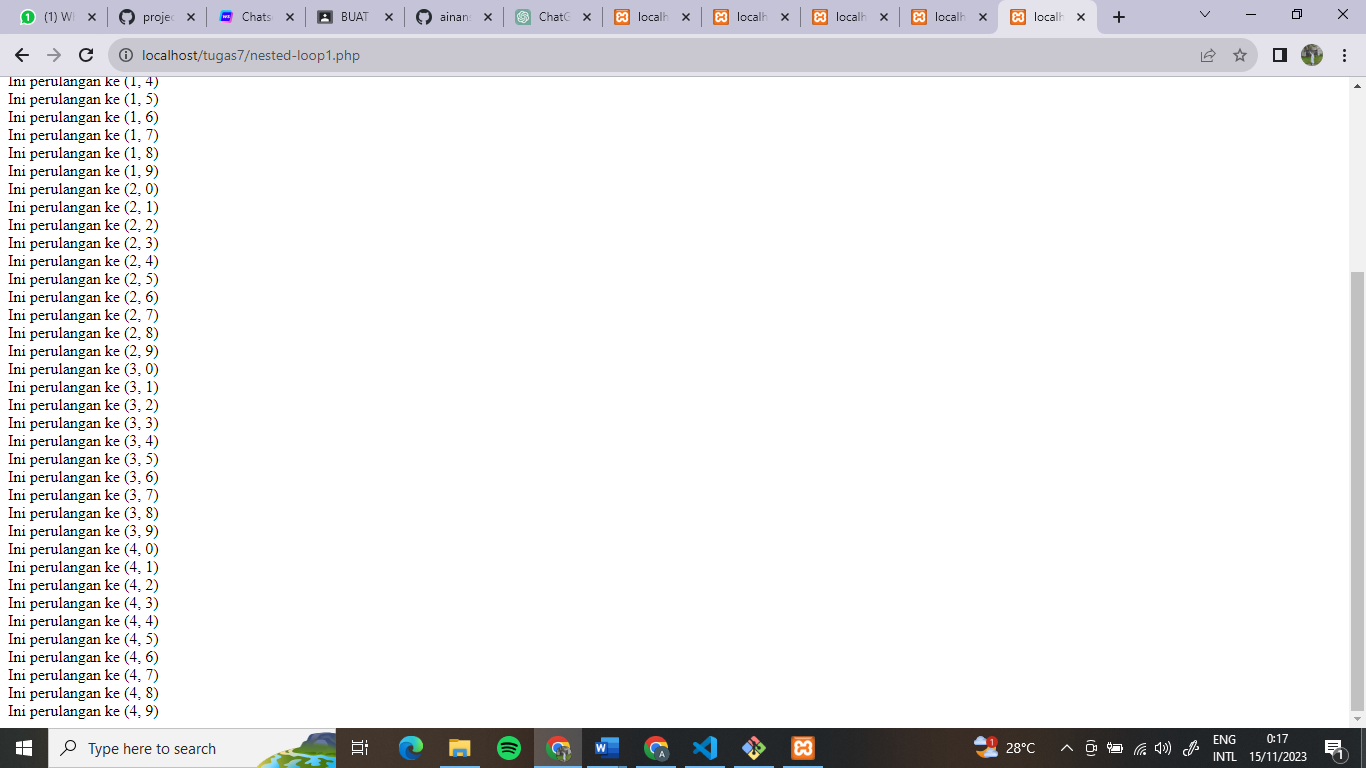 (1) W
projec
Chats
BUAT
ainan
ChatG
localh
localh
localh
localh
localh
localhost/tugas7/nested-loop1.php
Ini perulangan ke (1, 4)
Ini perulangan ke (1, 5)
Ini perulangan ke (1, 6)
Ini perulangan ke (1, 7)
Ini perulangan ke (1, 8)
Ini perulangan ke (1, 9)
Ini perulangan ke (2, 0)
Ini perulangan ke (2, 1)
Ini perulangan ke (2, 2)
Ini perulangan ke (2, 3)
Ini perulangan ke (2, 4)
Ini perulangan ke (2, 5)
Ini perulangan ke (2, 6)
Ini perulangan ke (2, 7)
Ini perulangan ke (2, 8)
Ini perulangan ke (2, 9)
Ini perulangan ke (3, 0)
Ini perulangan ke (3, 1)
Ini perulangan ke (3, 2)
Ini perulangan ke (3, 3)
Ini perulangan ke (3, 4)
Ini perulangan ke (3, 5)
Ini perulangan ke (3, 6)
Ini perulangan ke (3, 7)
Ini perulangan ke (3, 8)
Ini perulangan ke (3, 9)
Ini perulangan ke (4, 0)
Ini perulangan ke (4, 1)
Ini perulangan ke (4, 2)
Ini perulangan ke (4, 3)
Ini perulangan ke (4, 4)
Ini perulangan ke (4, 5)
Ini perulangan ke (4, 6)
Ini perulangan ke (4, 7)
Ini perulangan ke (4, 8)
Ini perulangan ke (4, 9)
Type here to search
28°C
ENG
INTL
0:17
15/11/2023